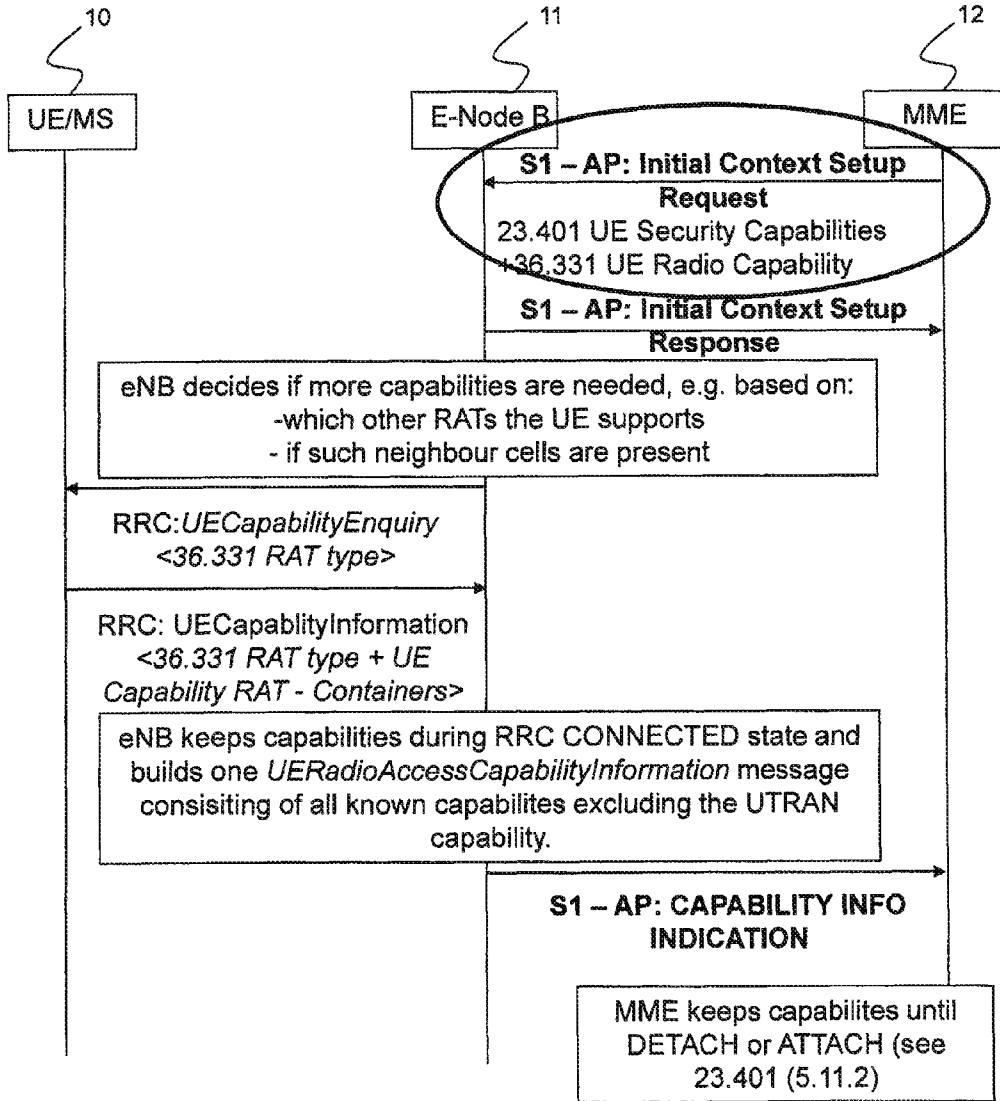 10
11
12
UE/MS
E-Node B
MME
S1 – AP: Initial Context Setup
Request
23.401 UE Security Capabilities
+36.331 UE Radio Capability
S1 – AP: Initial Context Setup
Response
eNB decides if more capabilities are needed, e.g. based on:
-which other RATs the UE supports
- if such neighbour cells are present
RRC:UECapabilityEnquiry
<36.331 RAT type>
RRC: UECapablityInformation
<36.331 RAT type + UE
Capability RAT - Containers>
eNB keeps capabilities during RRC CONNECTED state and
builds one UERadioAccessCapabilityInformation message
consisiting of all known capabilites excluding the UTRAN
capability.
S1 – AP: CAPABILITY INFO
INDICATION
MME keeps capabilites until
DETACH or ATTACH (see
23.401 (5.11.2)